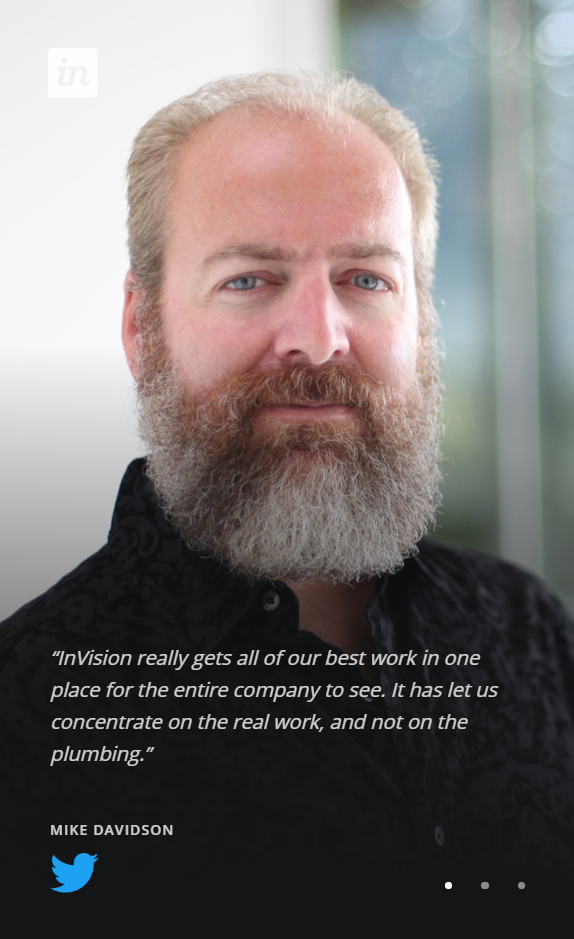 in
“InVision really gets all of our best work in one
place for the entire company to see. It has let us
concentrate on the real work, and not on the
plumbing.”
MIKE DAVIDSON